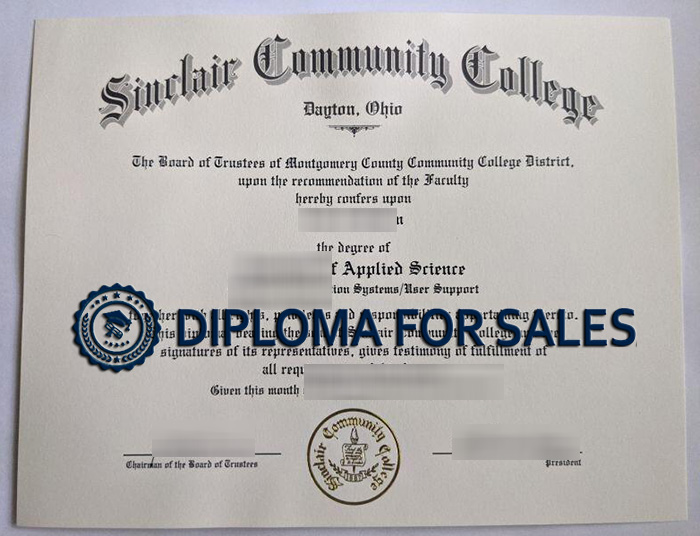 Sinclair Community College
Dayton, Ohio
The Board of Trustees of Montgomery County Community College District,
upon the recommendation of the Faculty
hereby confers upon
n
the degree of
f Applied Science
ion Systems/User Support
DIPLOMA FOR SALES
signatures of its representatives, gives testimony of fulfillment of
all requ
Given this month
Sinclair Community College
1887
Chairman of the Board of Trustees
President